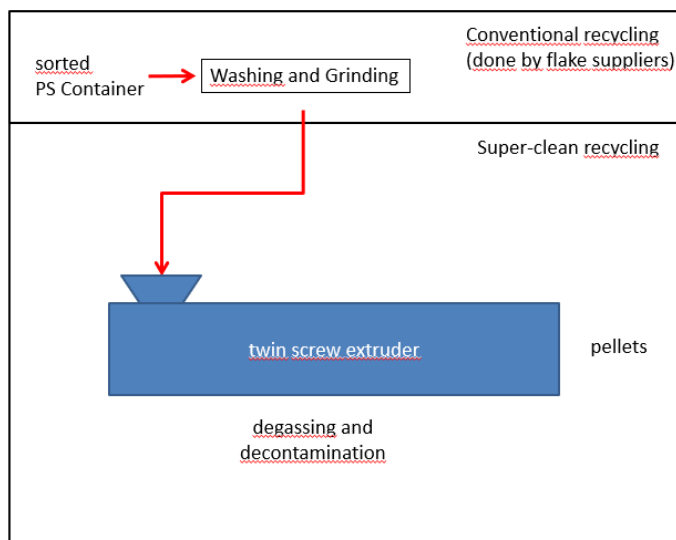 Conventional recycling
(done by flake suppliers)
sorted
PS Container
Washing and Grinding
Super-clean recycling
twin screw extruder
pellets
degassing and
decontamination